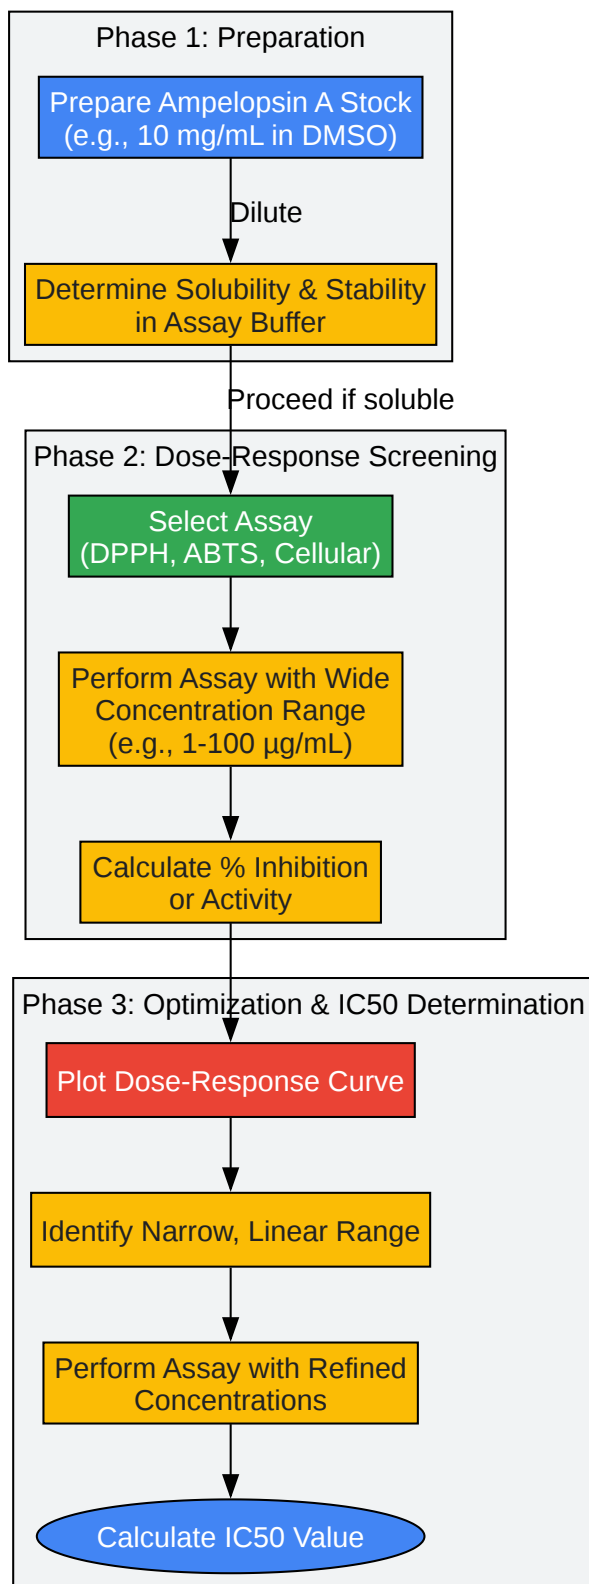 Phase 1: Preparation
Prepare Ampelopsin A Stock
(e.g., 10 mg/mL in DMSO)
Dilute
Determine Solubility & Stability
in Assay Buffer
Proceed if soluble
Phase 2: Dose-Response Screening
Select Assay
(DPPH, ABTS, Cellular)
Perform Assay with Wide
Concentration Range
(e.g., 1-100 µg/mL)
Calculate % Inhibition
or Activity
Phase 3: Optimization & IC50 Determination
Plot Dose-Response Curve
Identify Narrow, Linear Range
Perform Assay with Refined
Concentrations
Calculate IC50 Value